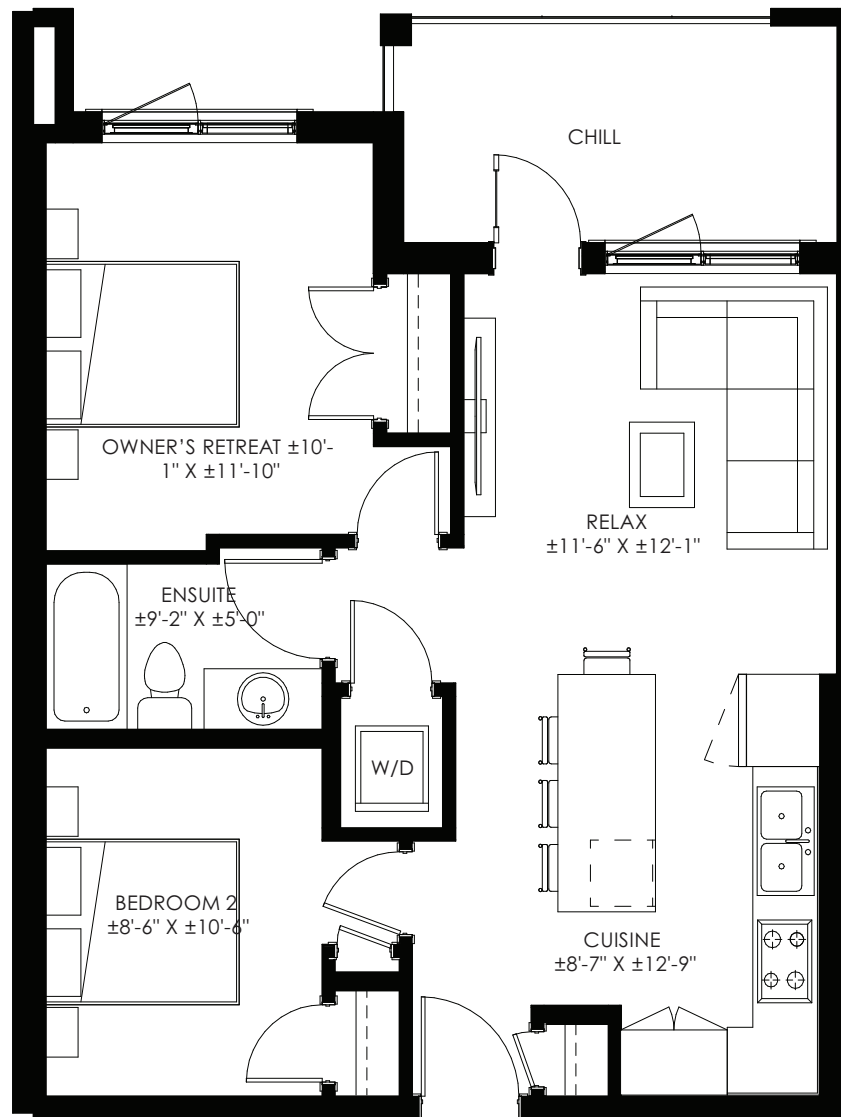 CHILL
OWNER'S RETREAT ±10'-
1" X ±11'-10"
RELAX
±11'-6" X ±12'-1"
ENSUITE
±9'-2" X ±5'-0"
W/D
BEDROOM 2
±8'-6" X ±10'-6"
CUISINE
±8'-7" X ±12'-9"